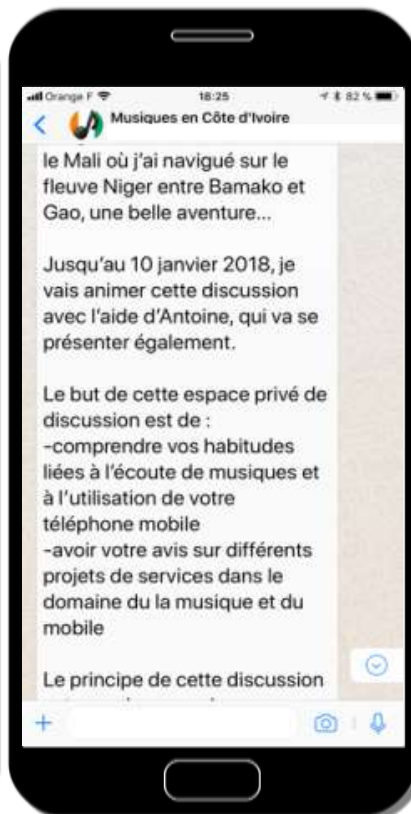 Orange F 18:25 82 %
Musiques en Côte d'Ivoire
le Mali où j'ai navigué sur le
fleuve Niger entre Bamako et
Gao, une belle aventure...
Jusqu'au 10 janvier 2018, je
vais animer cette discussion
avec l'aide d'Antoine, qui va se
présenter également.
Le but de cette espace privé de
discussion est de :
-comprendre vos habitudes
liées à l'écoute de musiques et
à l'utilisation de votre
téléphone mobile
-avoir votre avis sur différents
projets de services dans le
domaine du la musique et du
mobile
Le principe de cette discussion